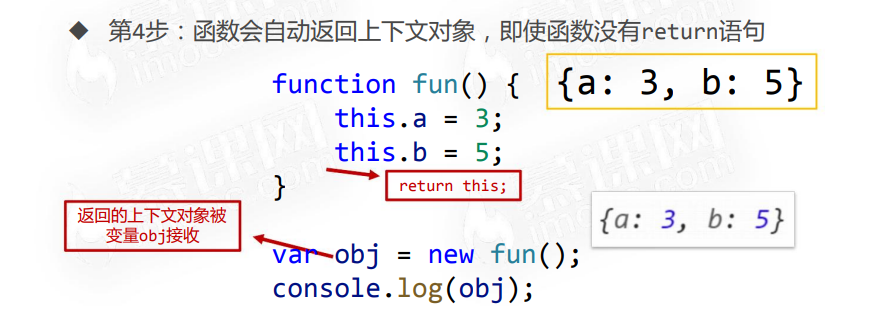 ◆ 第4步：函数会自动返回上下文对象，即使函数没有return语句
function fun() {
{a: 3, b: 5}
this.a = 3;
this.b = 5;
}
return this;
返回的上下文对象被
变量obj接收
{a: 3, b: 5}
var obj = new fun();
console.log(obj);